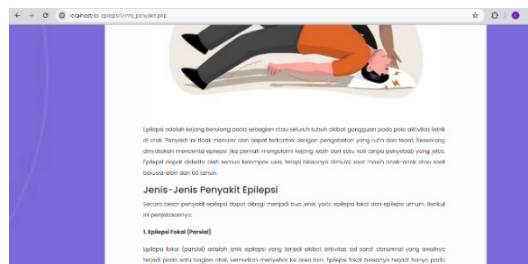 localhost/es-epilepsi1/info_penyakit.php
Epilepsi adalah kejang berulang pada sebagian atau seluruh tubuh akibat gangguan pada pola aktivitas listrik
di otak. Penyakit ini tidak menular dan dapat terkontrol dengan pengobatan yang rutin dan tepat. Seseorang
dinyatakan menderita epilepsi jika pernah mengalami kejang lebih dari satu kali tanpa penyebab yang jelas.
Epilepsi dapat diderita oleh semua kelompok usia, tetapi biasanya dimulai saat masih anak-anak atau saat
berusia lebih dari 60 tahun.
Jenis-Jenis Penyakit Epilepsi
Secara besar penyakit epilepsi dapat dibagi menjadi dua jenis, yaitu epilepsi fokal dan epilepsi umum. Berikut
ini penjelasannya:
1. Epilepsi Fokal (Parsial)
Epilepsi fokal (parsial) adalah jenis epilepsi yang terjadi akibat aktivitas sel saraf abnormal yang awalnya
terjadi pada satu bagian otak, kemudian menyebar ke area lain. Epilepsi fokal biasanya terjadi hanya pada